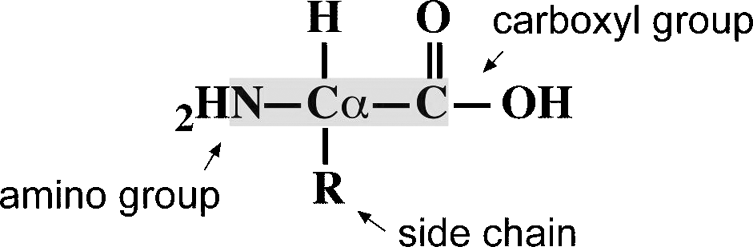 H O carboxyl group
₂HN—Cα—C—OH
amino group R side chain